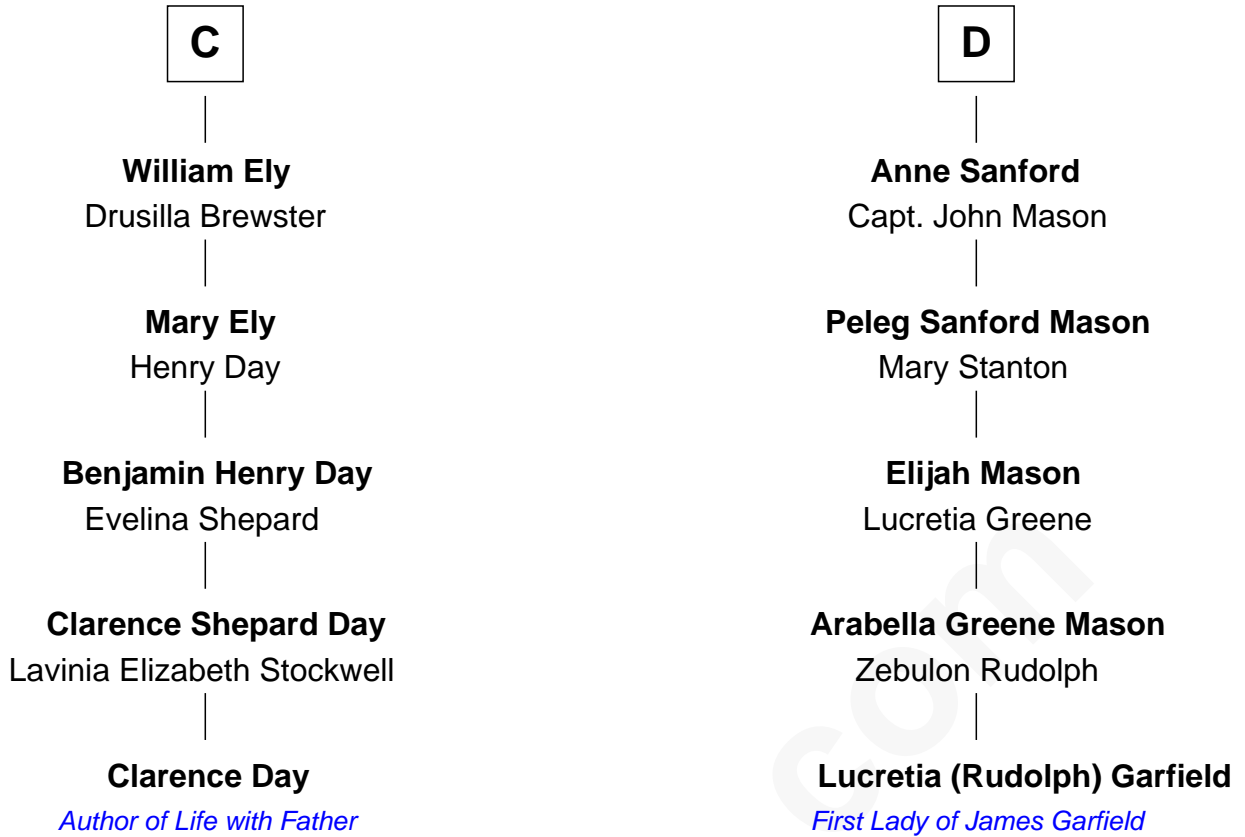 C
William Ely
Drusilla Brewster
Mary Ely
Henry Day
Benjamin Henry Day
Evelina Shepard
Clarence Shepard Day
Lavinia Elizabeth Stockwell
Clarence Day
Author of Life with Father
D
Anne Sanford
Capt. John Mason
Peleg Sanford Mason
Mary Stanton
Elijah Mason
Lucretia Greene
Arabella Greene Mason
Zebulon Rudolph
Lucretia (Rudolph) Garfield
First Lady of James Garfield
com